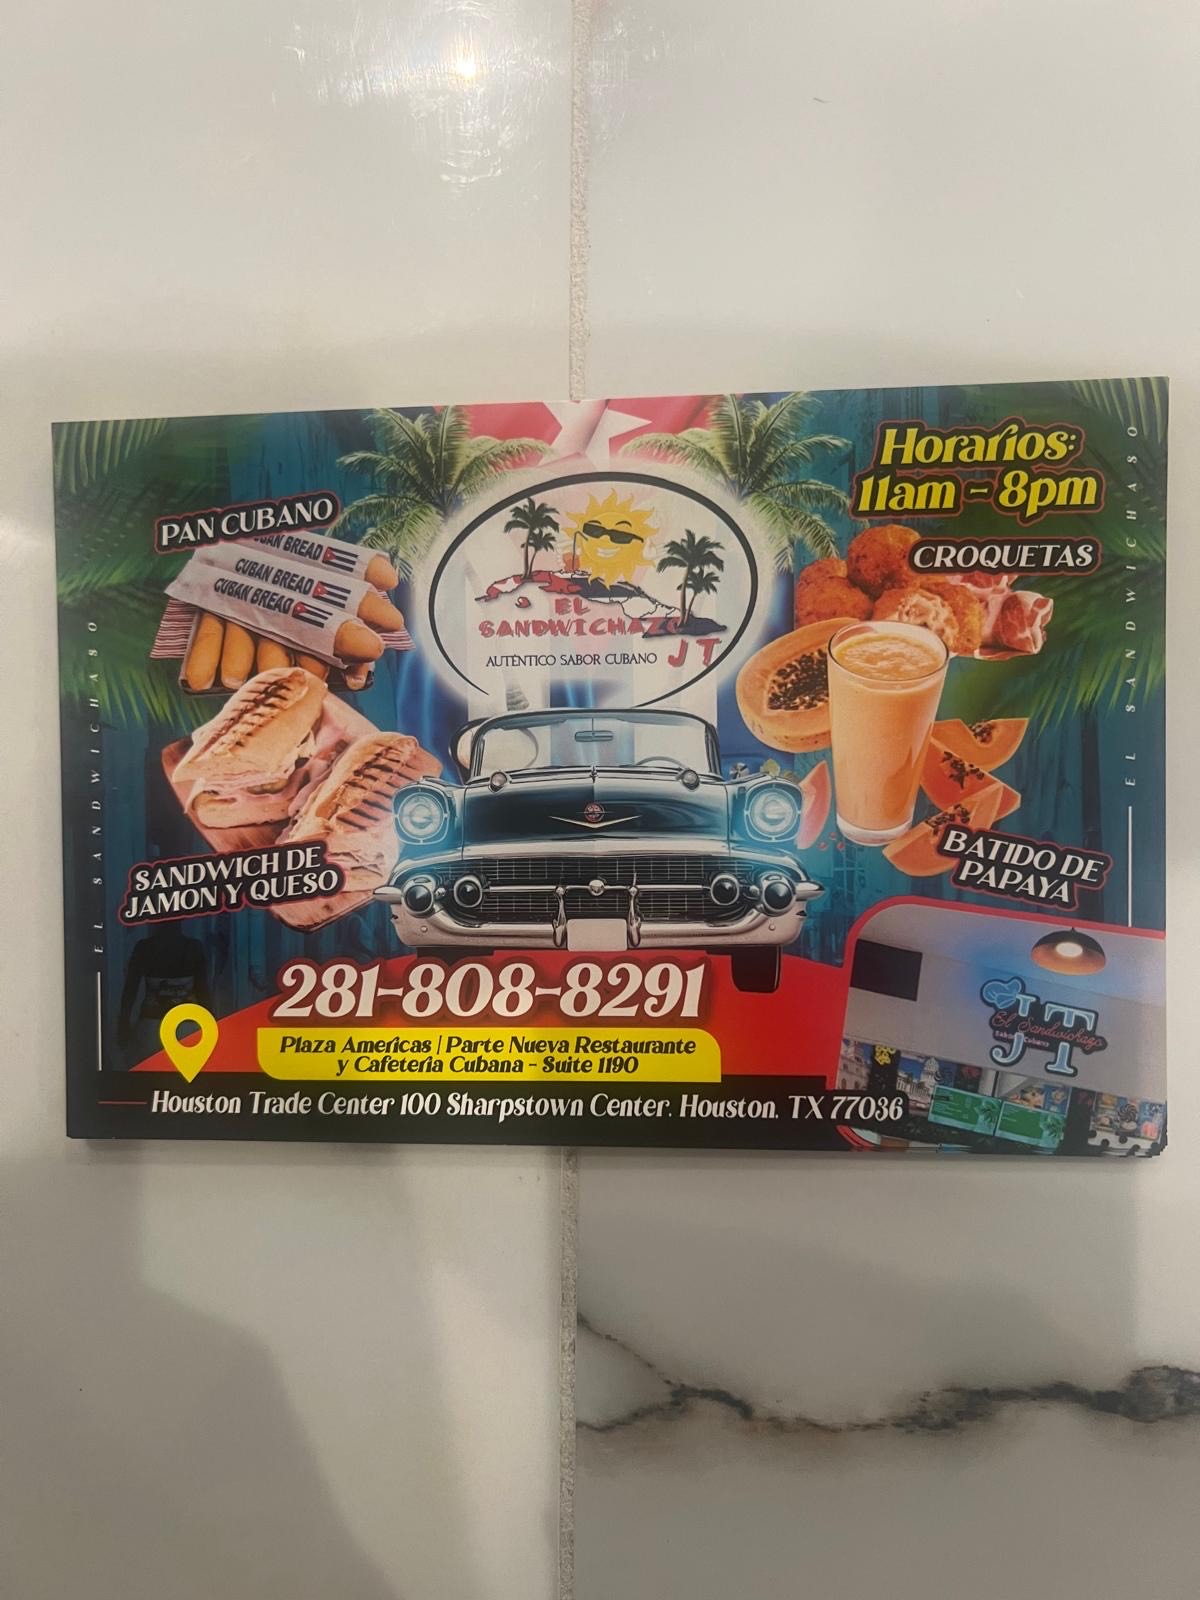 Horarios:
11am - 8pm
PAN CUBANO
CUBAN BREAD
CUBAN BREAD
CROQUETAS
EL
SANDWICHAZO
JT
AUTÉNTICO SABOR CUBANO
EL SANDWICHASO
EL SANDWICHASO
SANDWICH DE
JAMON Y QUESO
BATIDO DE
PAPAYA
281-808-8291
Plaza Americas | Parte Nueva Restaurante
y Cafeteria Cubana - Suite 1190
Houston Trade Center 100 Sharpstown Center. Houston. TX 77036
JT
El Sandwichazo
Sabor Cubano